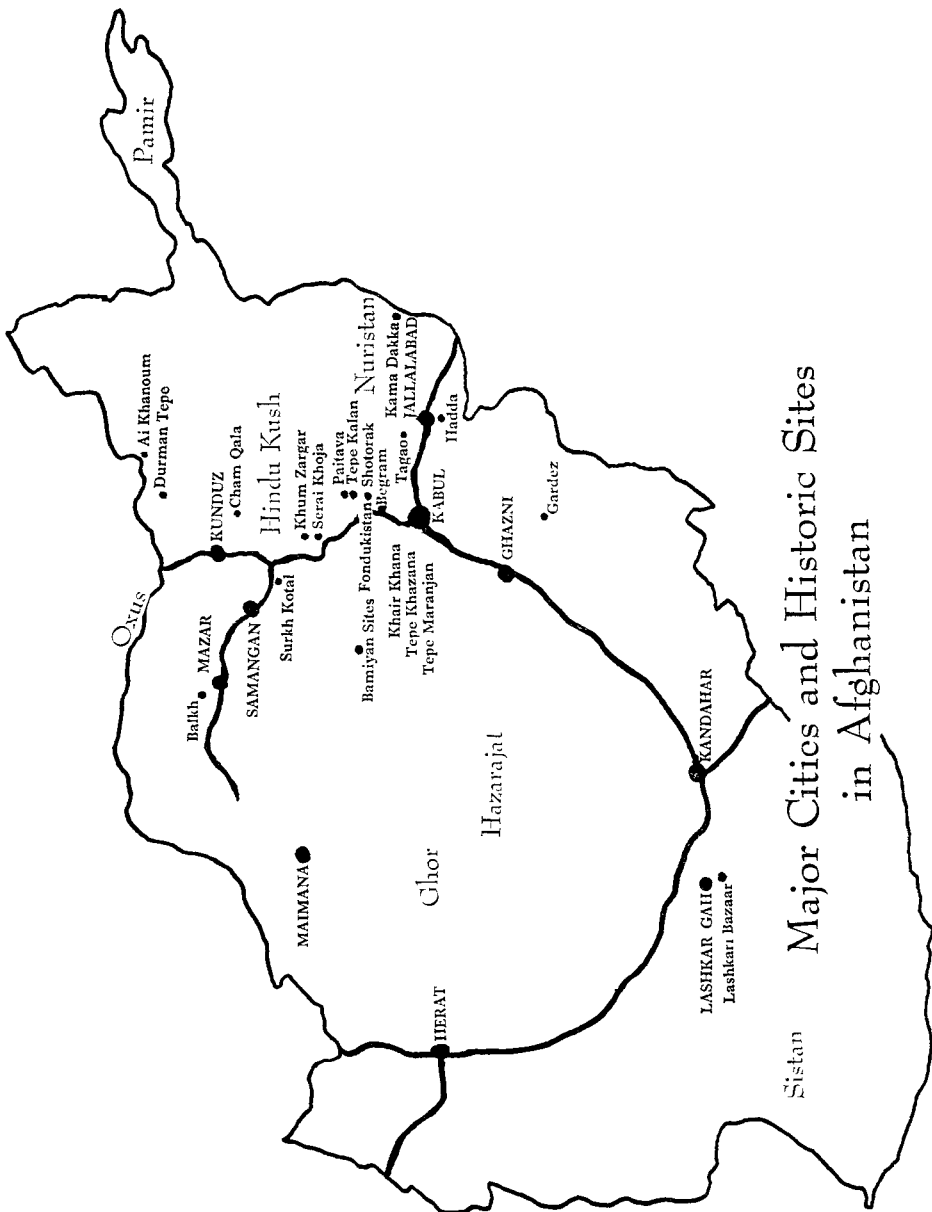 Pamir
Ai Khanoum
Durman Tepe
Oxus
KUNDUZ
Cham Qala
Hindu Kush
MAZAR
Balkh
SAMANGAN
Surkh Kotal
Khum Zargar
Serai Khoja
Nuristan
Paitava
Tepe Kalan
Shotorak
Begram
Kama Dakka
JALLALABAD
Tagao
Hadda
Bamiyan Sites
Fondukistan
KABUL
Khair Khana
Tepe Khazana
Tepe Maranjan
MAIMANA
Ghor
Hazarajat
GHAZNI
Gardez
HERAT
KANDAHAR
LASHKAR GAH
Lashkari Bazaar
Sistan
Major Cities and Historic Sites
in Afghanistan